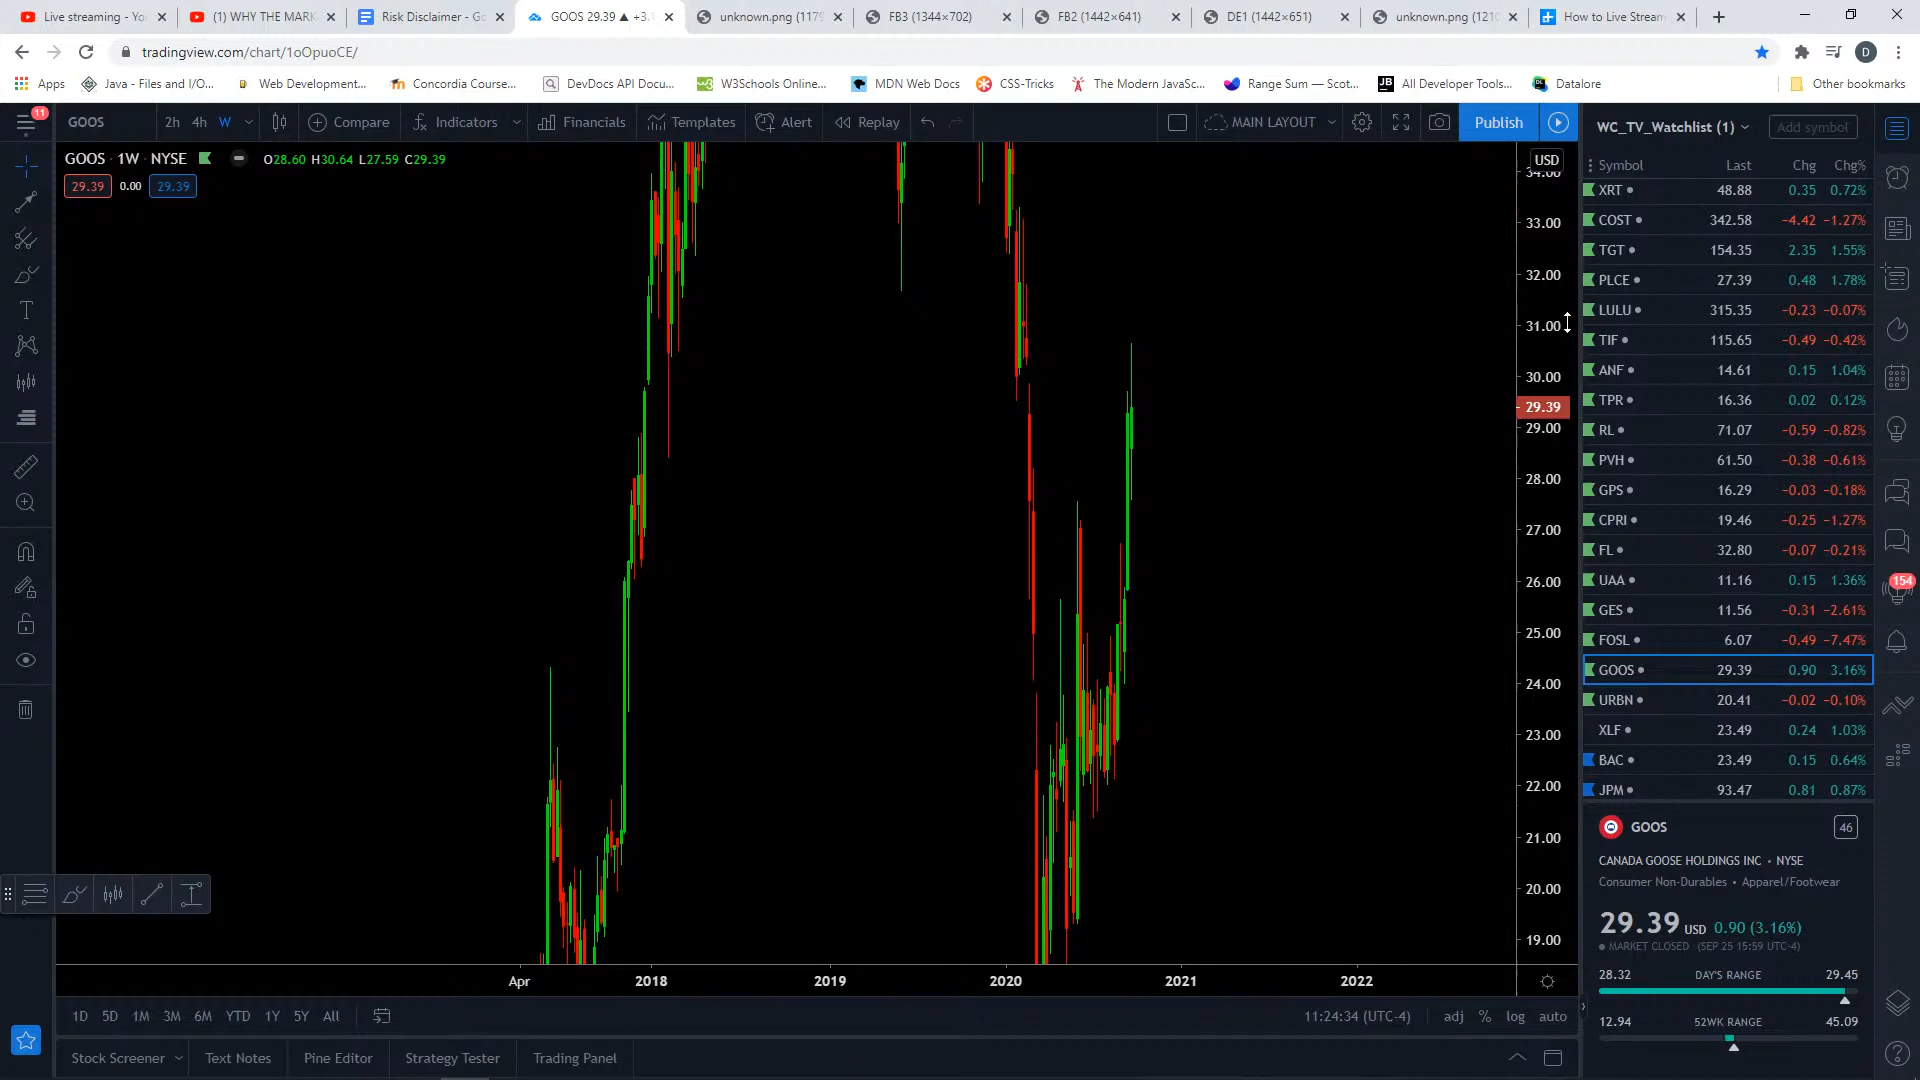 Live streaming - Yo
(1) WHY THE MARK
Risk Disclaimer - Go
GOOS 29.39 ▲ +3.
unknown.png (1179
FB3 (1344×702)
FB2 (1442×641)
DE1 (1442×651)
unknown.png (1210
How to Live Stream
tradingview.com/chart/1oOpuoCE/
D
Apps
Java - Files and I/O...
Web Development...
Concordia Course...
DevDocs API Docu...
W3Schools Online...
MDN Web Docs
CSS-Tricks
The Modern JavaSc...
Range Sum — Scot...
All Developer Tools...
Datalore
Other bookmarks
11
GOOS
2h
4h
W
Compare
Indicators
Financials
Templates
Alert
Replay
MAIN LAYOUT
Publish
WC_TV_Watchlist (1)
Add symbol
GOOS · 1W · NYSE
O28.60 H30.64 L27.59 C29.39
29.39
0.00
29.39
USD
34.00
33.00
32.00
31.00
30.00
29.39
29.00
28.00
27.00
26.00
25.00
24.00
23.00
22.00
21.00
20.00
19.00
Symbol Last Chg Chg%
XRT 48.88 0.35 0.72%
COST 342.58 −4.42 −1.27%
TGT 154.35 2.35 1.55%
PLCE 27.39 0.48 1.78%
LULU 315.35 −0.23 −0.07%
TIF 115.65 −0.49 −0.42%
ANF 14.61 0.15 1.04%
TPR 16.36 0.02 0.12%
RL 71.07 −0.59 −0.82%
PVH 61.50 −0.38 −0.61%
GPS 16.29 −0.03 −0.18%
CPRI 19.46 −0.25 −1.27%
FL 32.80 −0.07 −0.21%
UAA 11.16 0.15 1.36%
GES 11.56 −0.31 −2.61%
FOSL 6.07 −0.49 −7.47%
GOOS 29.39 0.90 3.16%
URBN 20.41 −0.02 −0.10%
XLF 23.49 0.24 1.03%
BAC 23.49 0.15 0.64%
JPM 93.47 0.81 0.87%
154
GOOS
46
CANADA GOOSE HOLDINGS INC • NYSE
Consumer Non-Durables • Apparel/Footwear
29.39 USD 0.90 (3.16%)
MARKET CLOSED (SEP 25 15:59 UTC-4)
28.32 DAY'S RANGE 29.45
12.94 52WK RANGE 45.09
Apr
2018
2019
2020
2021
2022
1D 5D 1M 3M 6M YTD 1Y 5Y All
11:24:34 (UTC-4)
adj % log auto
Stock Screener
Text Notes
Pine Editor
Strategy Tester
Trading Panel